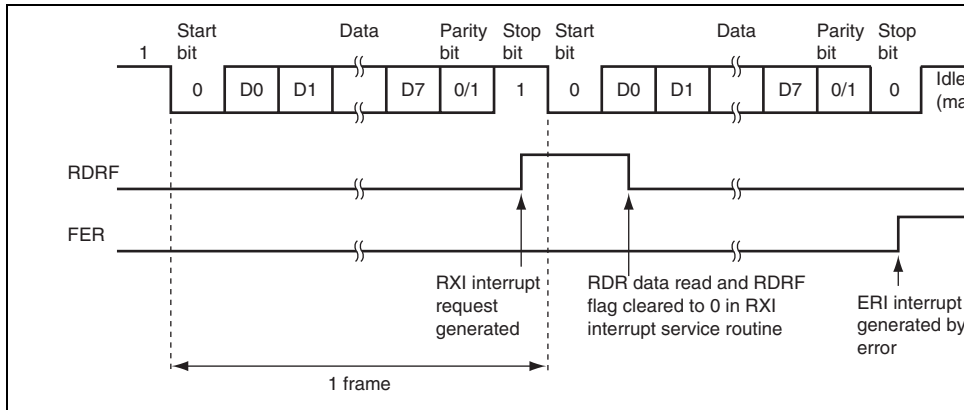 Start bit Data Parity bit Stop bit Start bit Data Parity bit Stop bit
1 0 D0 D1 D7 0/1 1 0 D0 D1 D7 0/1 0 Idle
(ma
RDRF
FER
RXI interrupt
request
generated
RDR data read and RDRF
flag cleared to 0 in RXI
interrupt service routine
ERI interrupt
generated by
error
1 frame